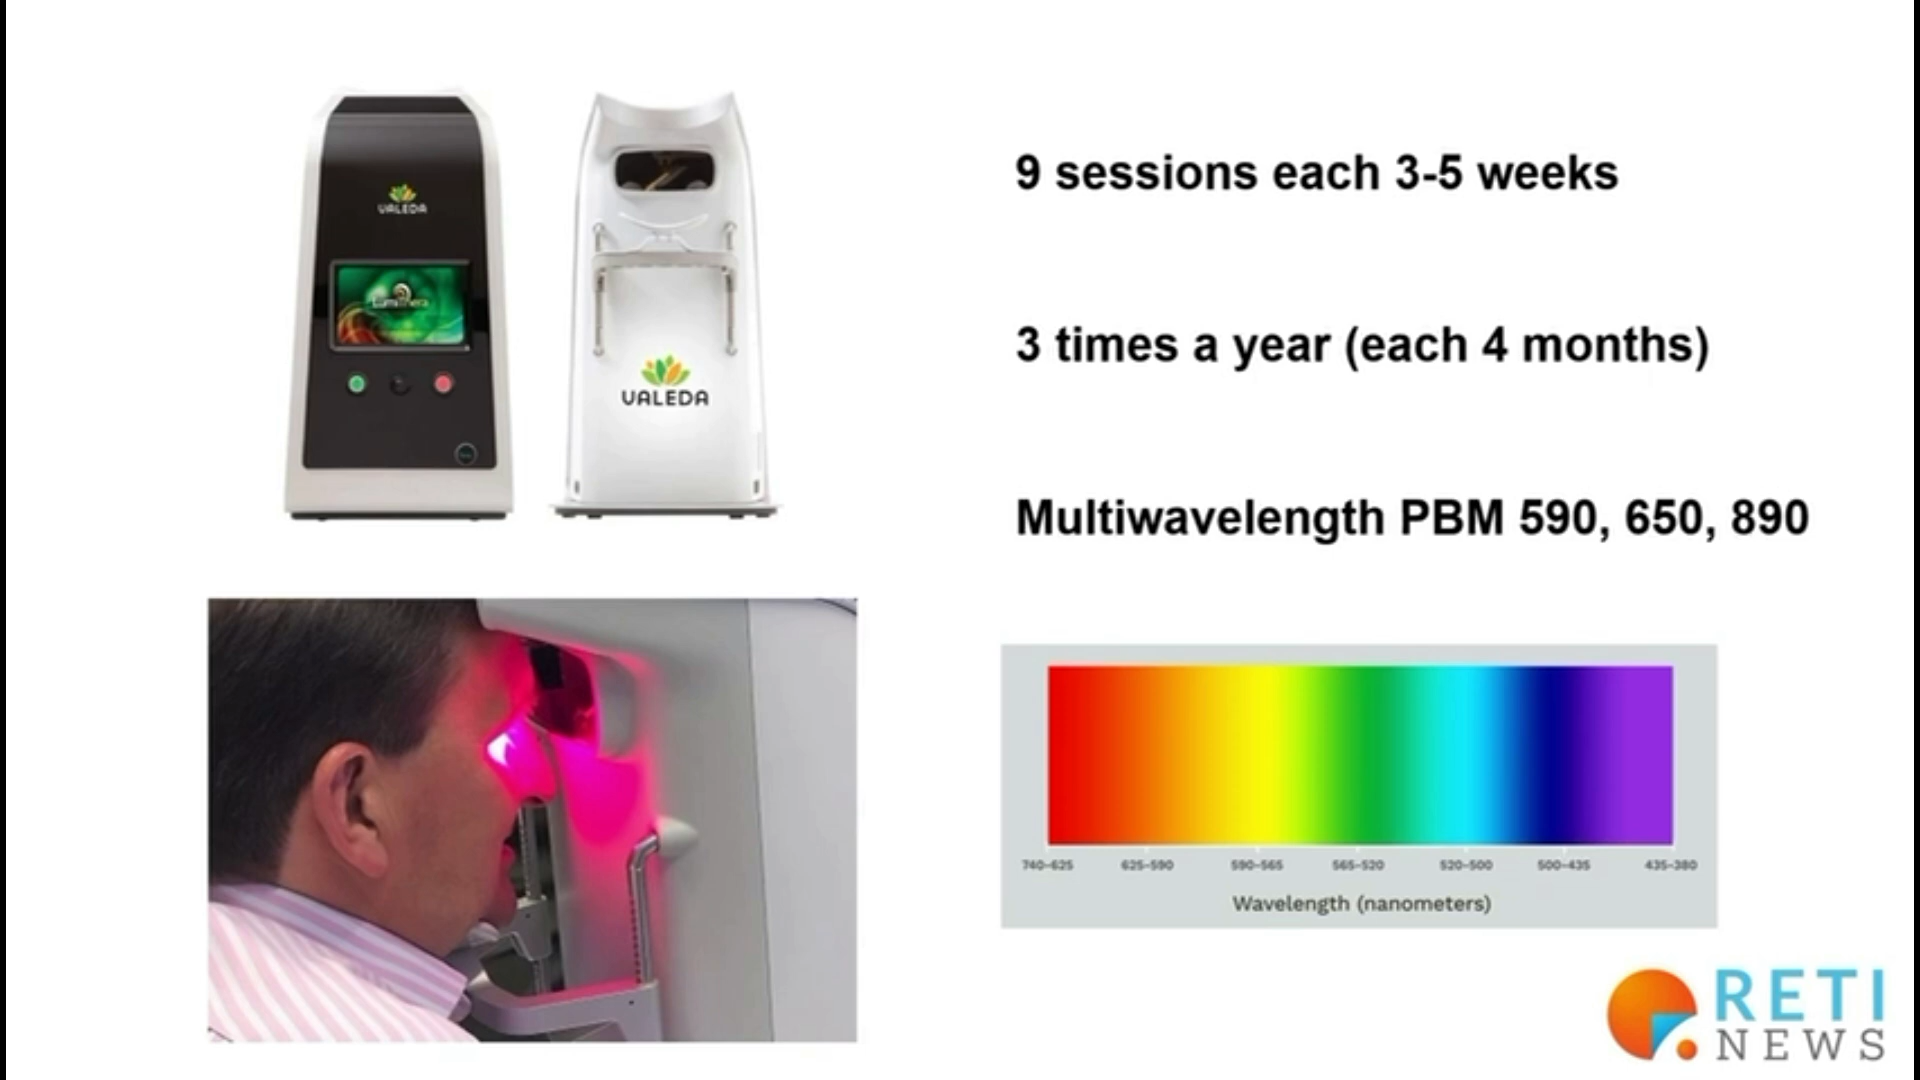 VALEDA
LumiThera
VALEDA
9 sessions each 3-5 weeks
3 times a year (each 4 months)
Multiwavelength PBM 590, 650, 890
740-625 625-590 590-565 565-520 520-500 500-435 435-380
Wavelength (nanometers)
RETI
NEWS